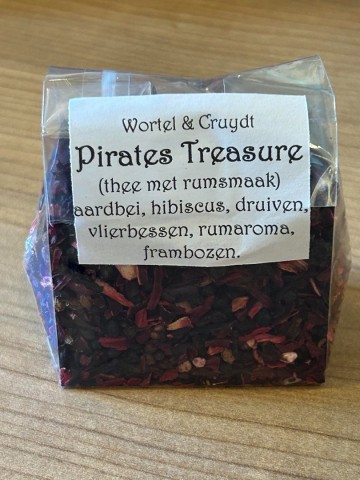 Wortel & Cruydt
Pirates Treasure
(thee met rumsmaak)
aardbei, hibiscus, druiven,
vlierbessen, rumaroma,
frambozen.